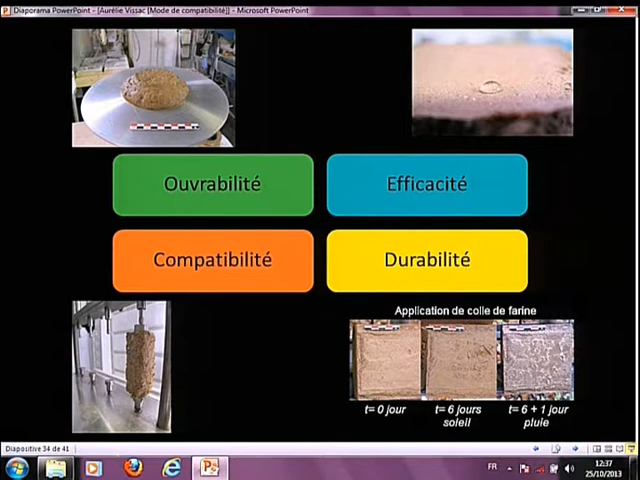 Diaporama PowerPoint - [Aurélie Vissac [Mode de compatibilité]] - Microsoft PowerPoint
Ouvrabilité
Efficacité
Compatibilité
Durabilité
Application de colle de farine
t= 0 jour
t= 6 jours
soleil
t= 6 + 1 jour
pluie
Diapositive 34 de 41
FR
12:37
25/10/2013